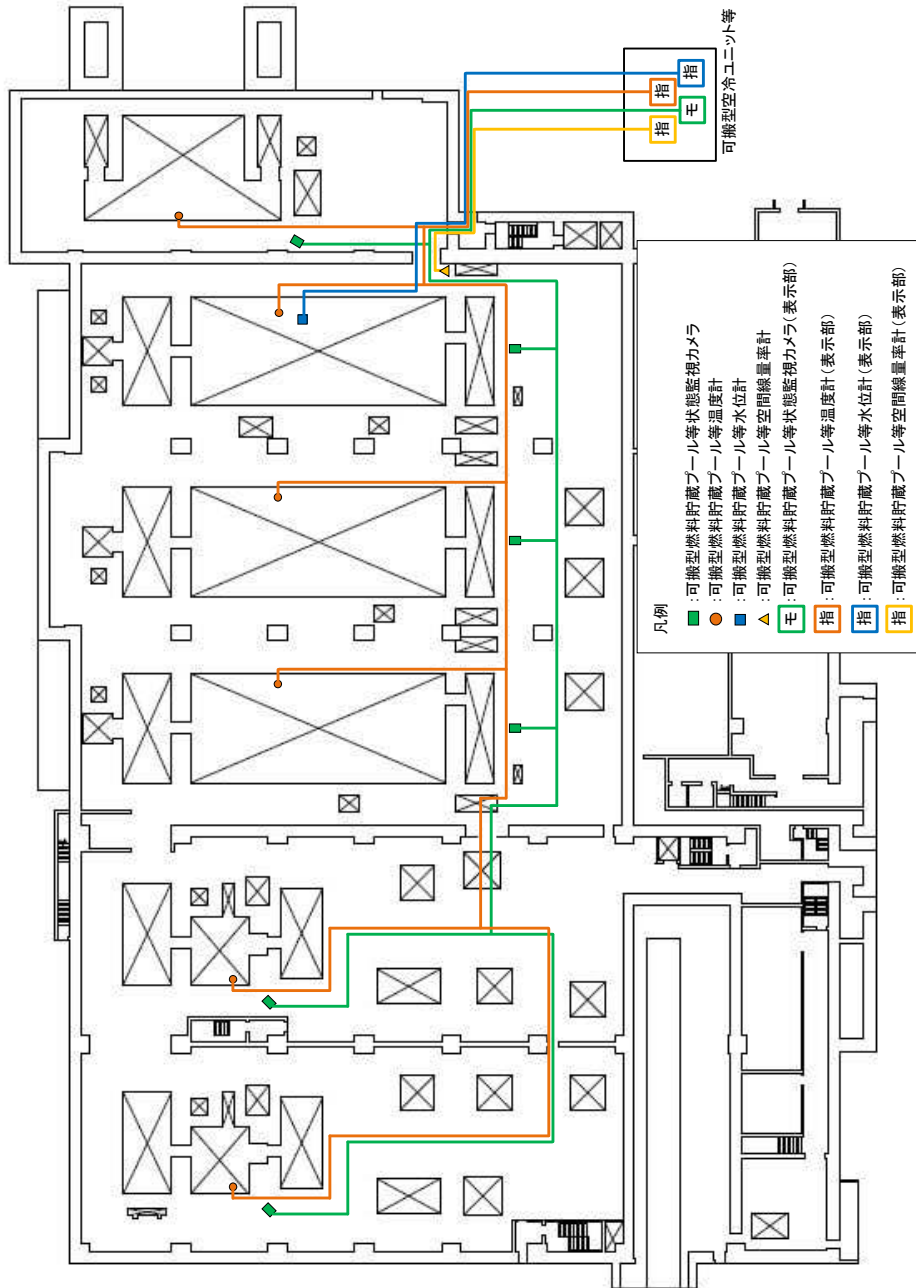 指
指
モ
指
可搬型空冷ユニット等
凡例
:可搬型燃料貯蔵プール等状態監視カメラ
:可搬型燃料貯蔵プール等温度計
:可搬型燃料貯蔵プール等水位計
:可搬型燃料貯蔵プール等空間線量率計
モ:可搬型燃料貯蔵プール等状態監視カメラ(表示部)
指:可搬型燃料貯蔵プール等温度計(表示部)
指:可搬型燃料貯蔵プール等水位計(表示部)
指:可搬型燃料貯蔵プール等空間線量率計(表示部)